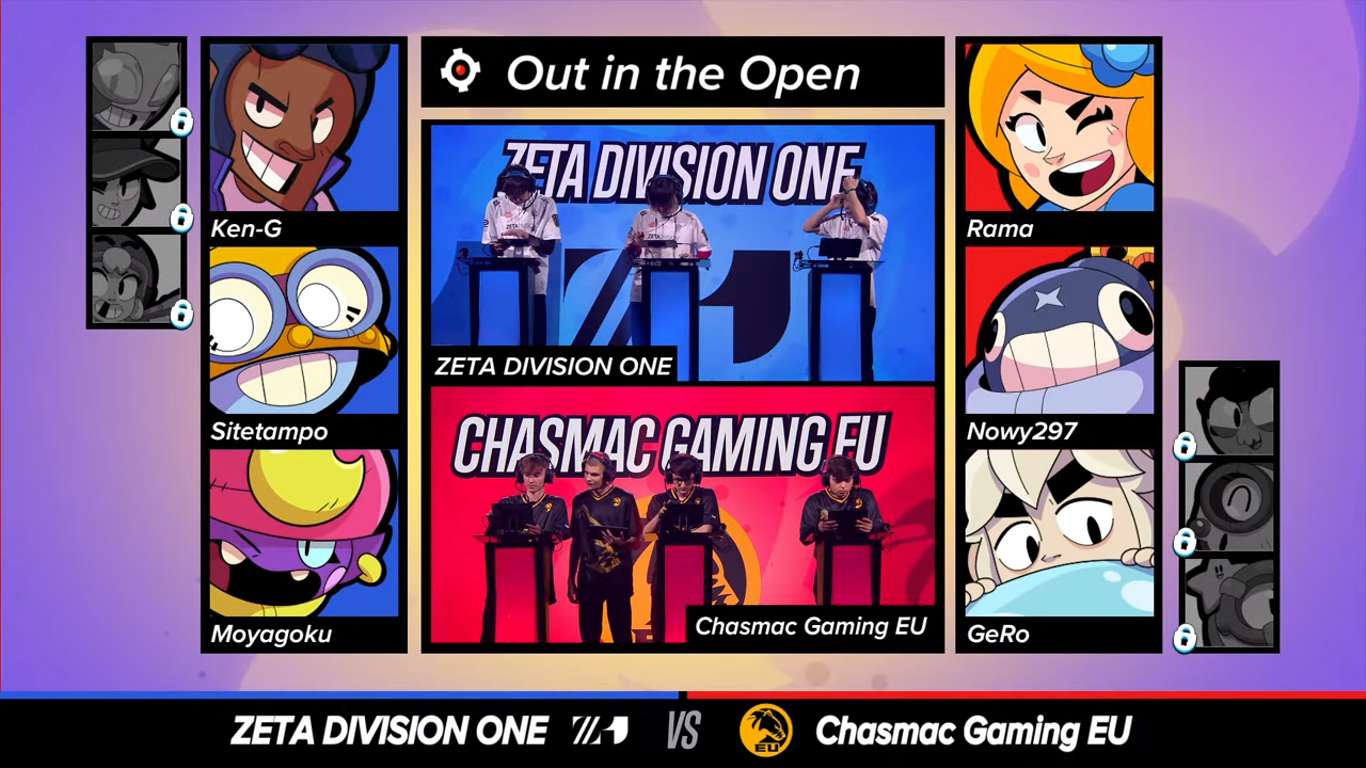 Out in the Open
Ken-G
Sitetampo
Moyagoku
ZETA DIVISION ONE
ZETA DIVISION ONE
CHASMAC GAMING EU
Chasmac Gaming EU
Rama
Nowy297
GeRo
ZETA DIVISION ONE
VS
EU
Chasmac Gaming EU